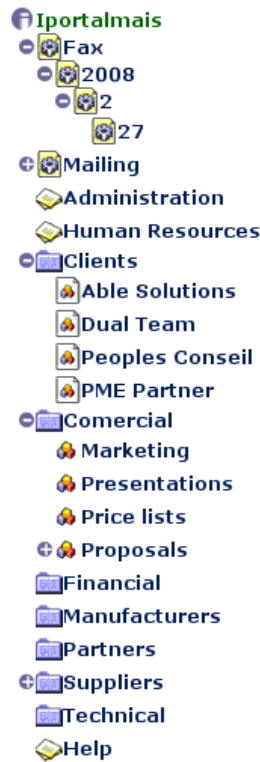 Iportalmais
Fax
2008
2
27
Mailing
Administration
Human Resources
Clients
Able Solutions
Dual Team
Peoples Conseil
PME Partner
Comercial
Marketing
Presentations
Price lists
Proposals
Financial
Manufacturers
Partners
Suppliers
Technical
Help